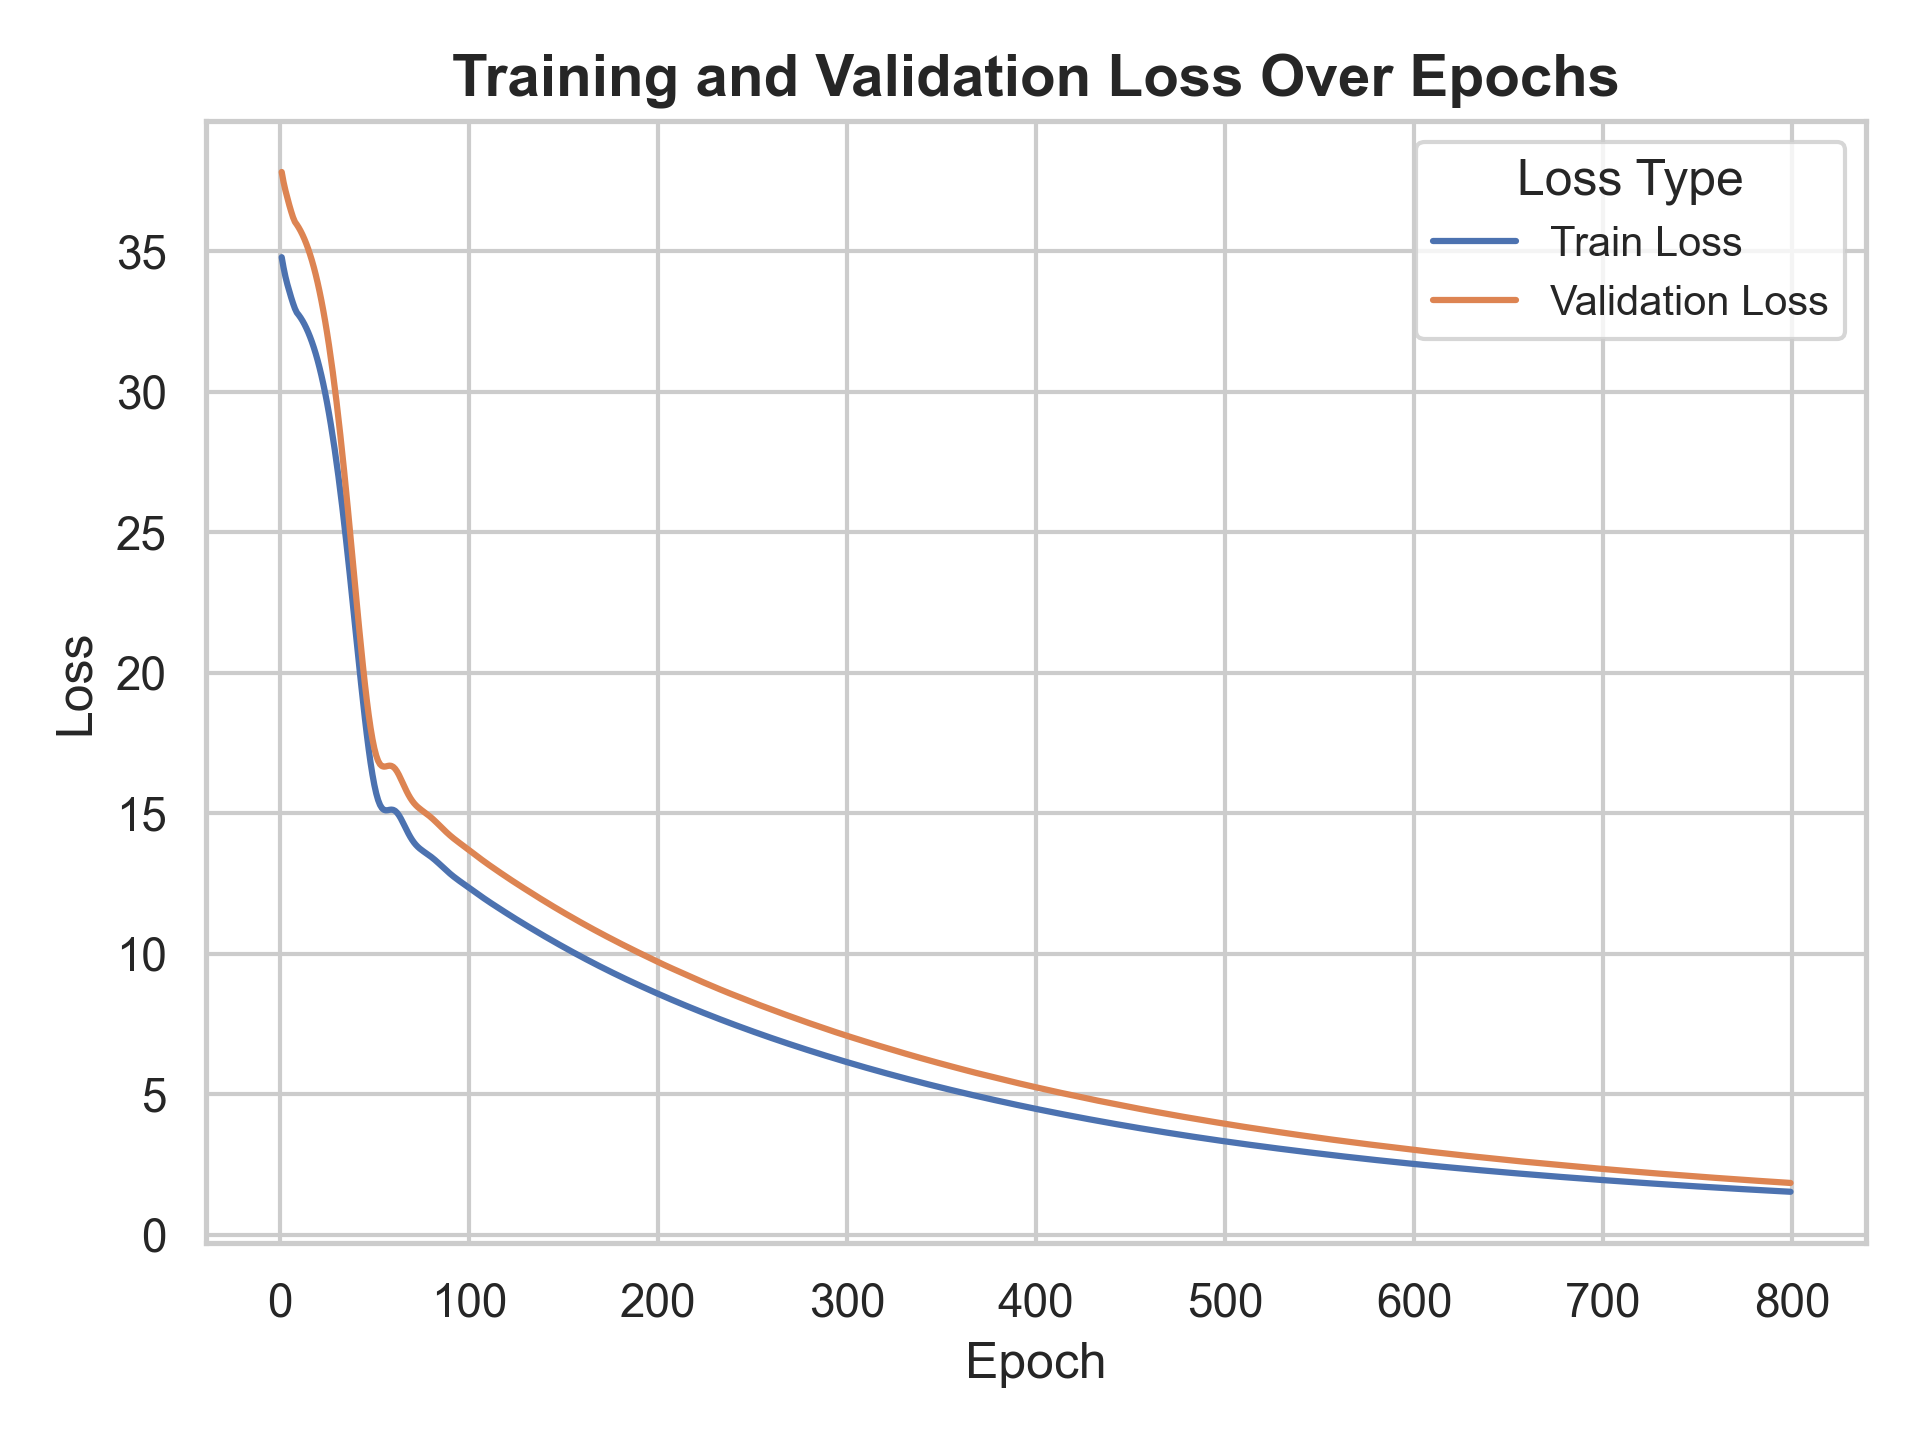 Training and Validation Loss Over Epochs
Loss Type
Train Loss
Validation Loss
35
30
25
20
15
10
5
0
Loss
0 100 200 300 400 500 600 700 800
Epoch